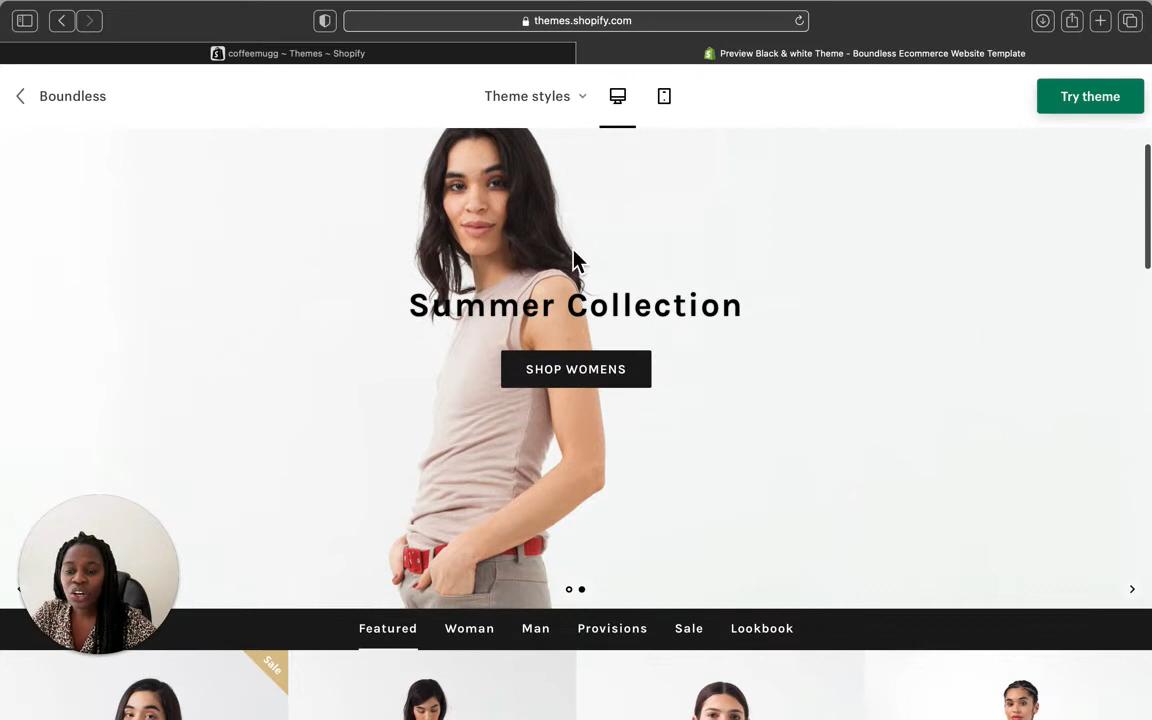 themes.shopify.com
coffeemugg ~ Themes ~ Shopify
Preview Black & white Theme - Boundless Ecommerce Website Template
Boundless
Theme styles
Try theme
Summer Collection
SHOP WOMENS
Featured Woman Man Provisions Sale Lookbook
Sale